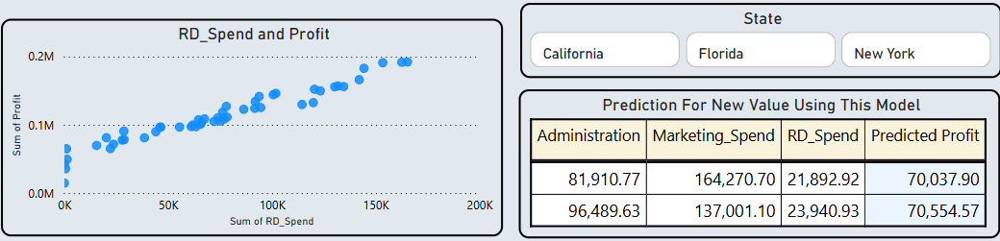 RD_Spend and Profit
0.2M
0.1M
0.0M
Sum of Profit
0K 50K 100K 150K 200K
Sum of RD_Spend
State
California Florida New York
Prediction For New Value Using This Model
Administration Marketing_Spend RD_Spend Predicted Profit
81,910.77 164,270.70 21,892.92 70,037.90
96,489.63 137,001.10 23,940.93 70,554.57